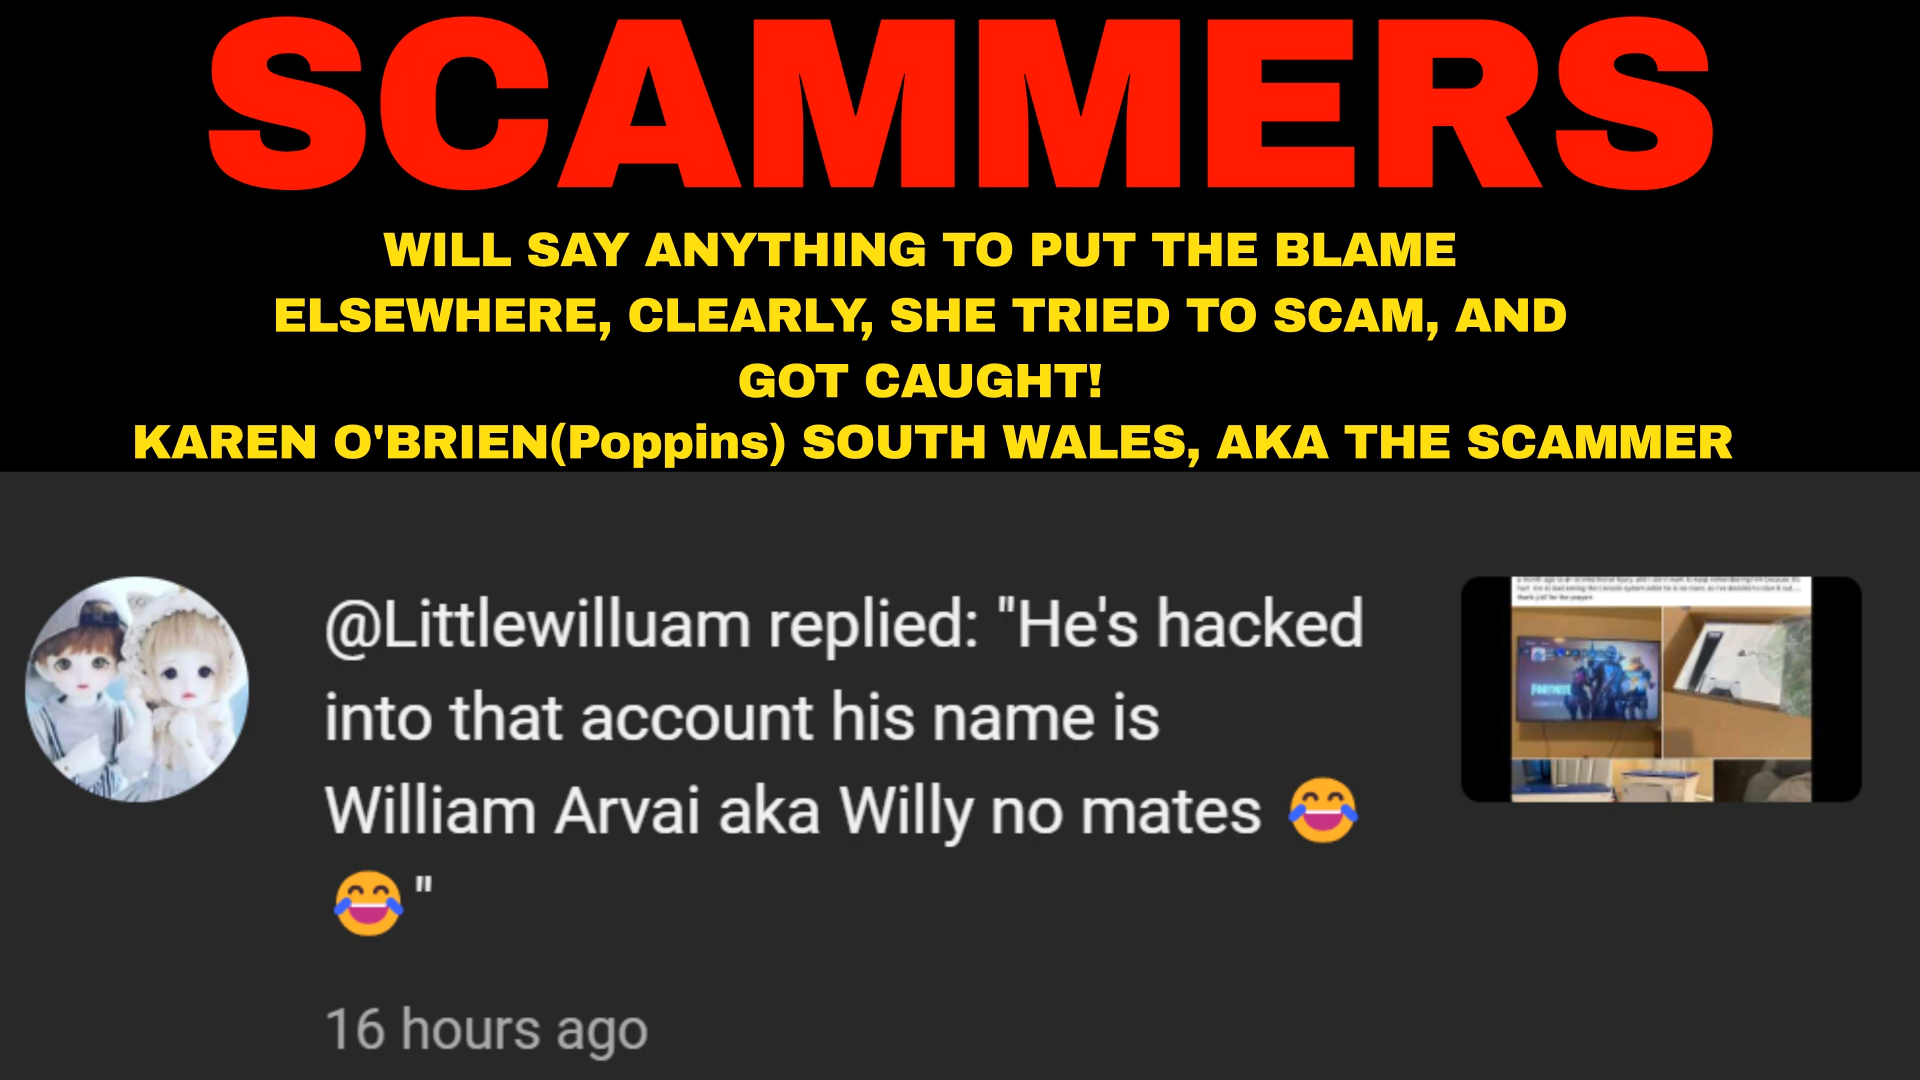 SCAMMERS
WILL SAY ANYTHING TO PUT THE BLAME
ELSEWHERE, CLEARLY, SHE TRIED TO SCAM, AND
GOT CAUGHT!
KAREN O'BRIEN(Poppins) SOUTH WALES, AKA THE SCAMMER
@Littlewilluam replied: "He's hacked
into that account his name is
William Arvai aka Willy no mates 😂
😂"
16 hours ago
FORTNITE